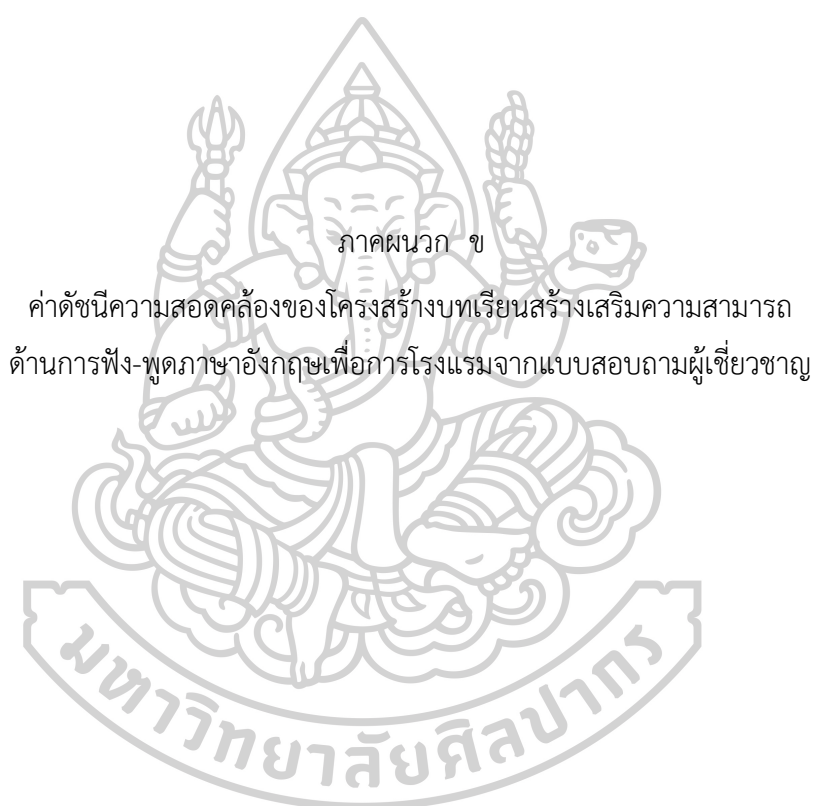 ภาคผนวก ข
ค่าดัชนีความสอดคล้องของโครงสร้างบทเรียนสร้างเสริมความสามารถ
ด้านการฟัง-พูดภาษาอังกฤษเพื่อการโรงแรมจากแบบสอบถามผู้เชี่ยวชาญ
มหาวิทยาลัยศิลปากร